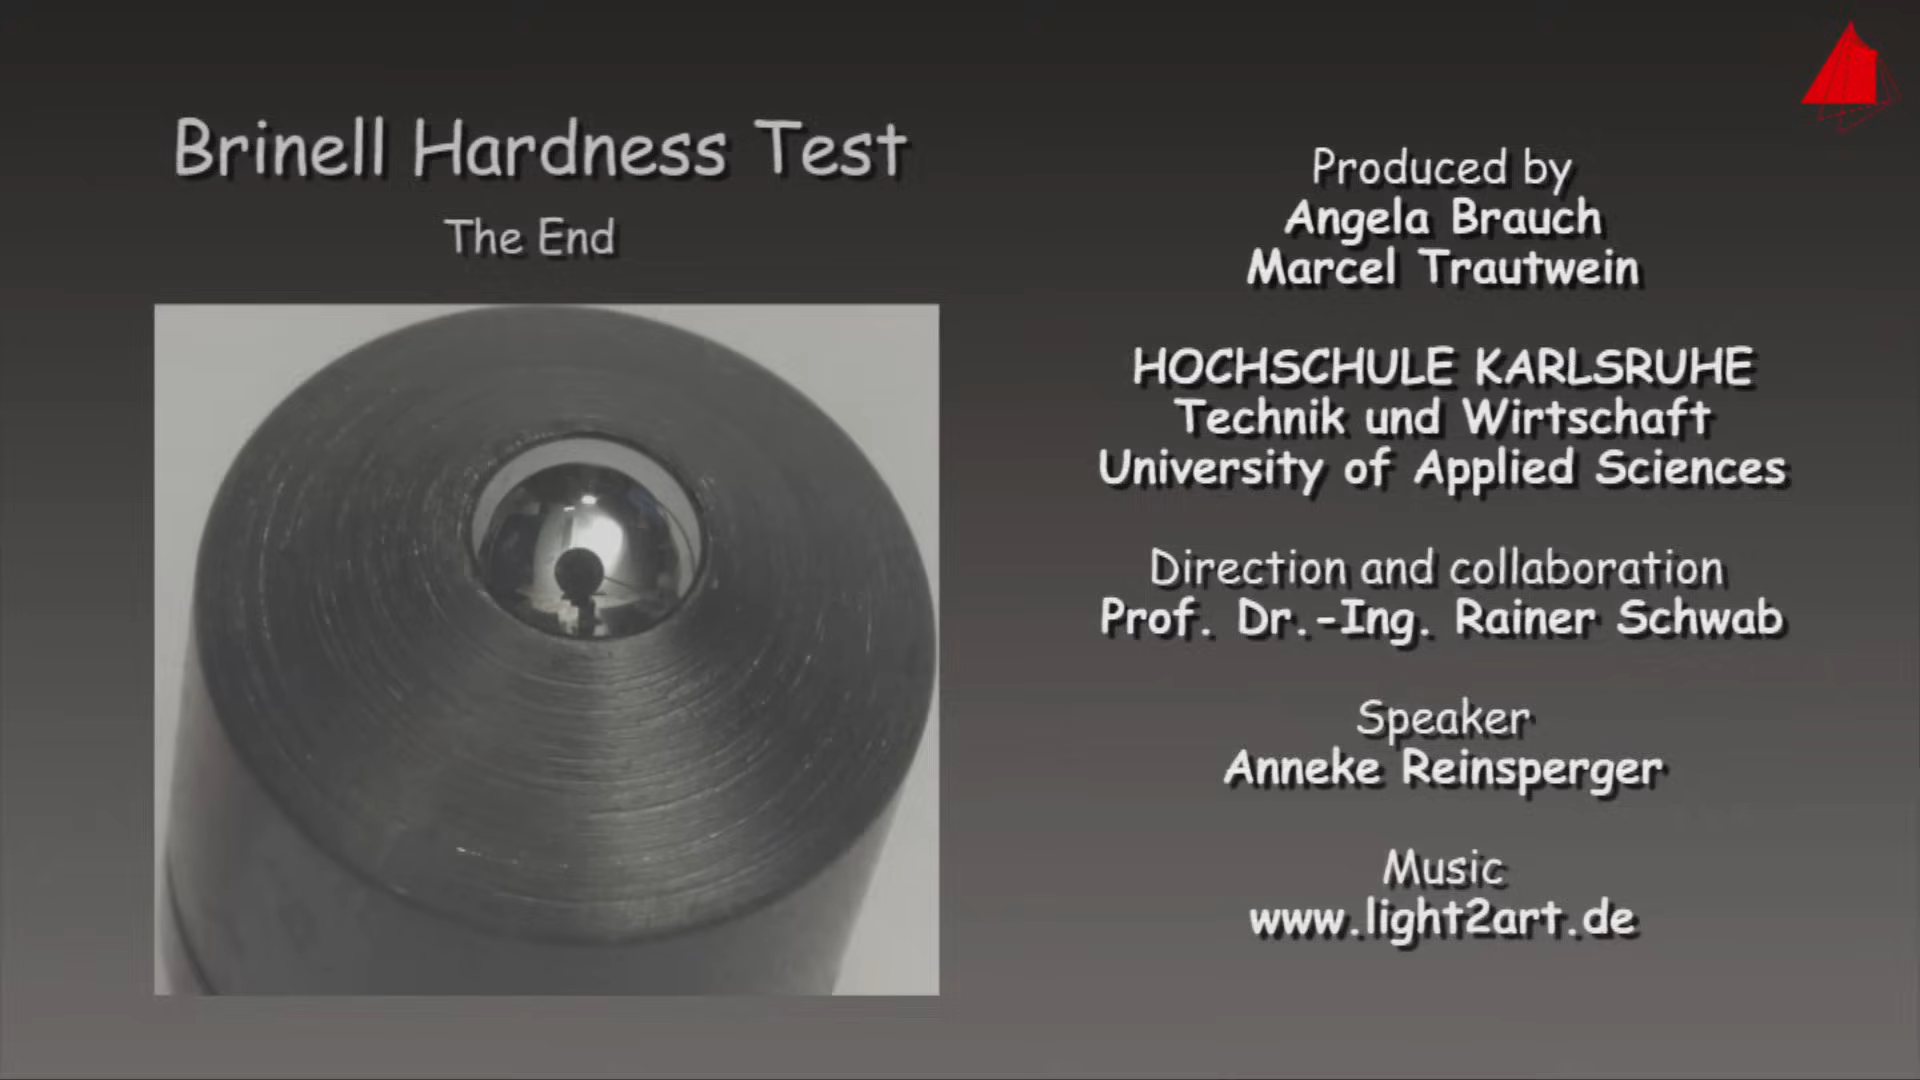 Brinell Hardness Test
The End
Produced by
Angela Brauch
Marcel Trautwein
HOCHSCHULE KARLSRUHE
Technik und Wirtschaft
University of Applied Sciences
Direction and collaboration
Prof. Dr.-Ing. Rainer Schwab
Speaker
Anneke Reinsperger
Music
www.light2art.de